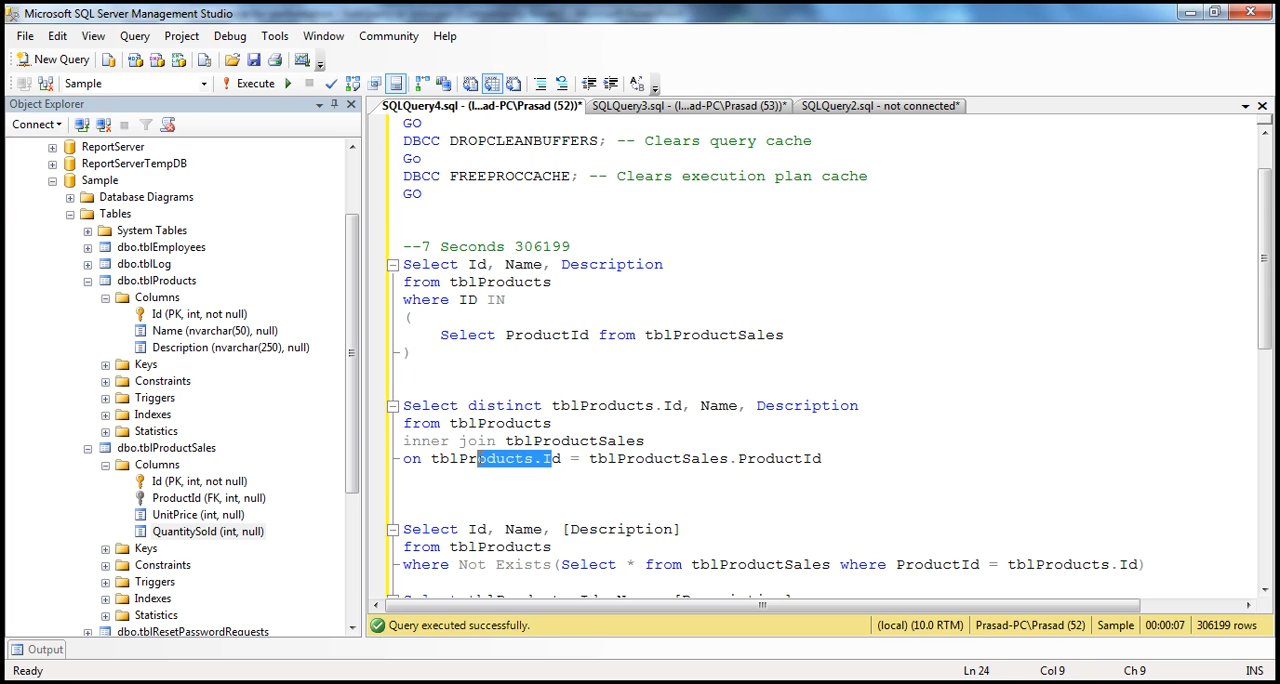 Microsoft SQL Server Management Studio
File Edit View Query Project Debug Tools Window Community Help
New Query
Sample Execute
Object Explorer
SQLQuery4.sql - (l...ad-PC\Prasad (52))* SQLQuery3.sql - (l...ad-PC\Prasad (53))* SQLQuery2.sql - not connected*
Connect
ReportServer
ReportServerTempDB
Sample
Database Diagrams
Tables
System Tables
dbo.tblEmployees
dbo.tblLog
dbo.tblProducts
Columns
Id (PK, int, not null)
Name (nvarchar(50), null)
Description (nvarchar(250), null)
Keys
Constraints
Triggers
Indexes
Statistics
dbo.tblProductSales
Columns
Id (PK, int, not null)
ProductId (FK, int, null)
UnitPrice (int, null)
QuantitySold (int, null)
Keys
Constraints
Triggers
Indexes
Statistics
dbo.tblResetPasswordRequests
GO
DBCC DROPCLEANBUFFERS; -- Clears query cache
Go
DBCC FREEPROCCACHE; -- Clears execution plan cache
GO
--7 Seconds 306199
Select Id, Name, Description
from tblProducts
where ID IN
(
Select ProductId from tblProductSales
)
Select distinct tblProducts.Id, Name, Description
from tblProducts
inner join tblProductSales
on tblProducts.Id = tblProductSales.ProductId
Select Id, Name, [Description]
from tblProducts
where Not Exists(Select * from tblProductSales where ProductId = tblProducts.Id)
Query executed successfully. (local) (10.0 RTM) Prasad-PC\Prasad (52) Sample 00:00:07 306199 rows
Output
Ready Ln 24 Col 9 Ch 9 INS